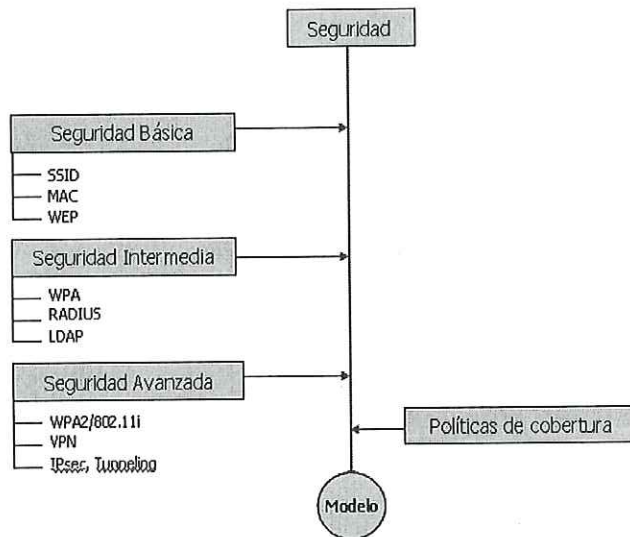 Seguridad
Seguridad Básica
SSID
MAC
WEP
Seguridad Intermedia
WPA
RADIUS
LDAP
Seguridad Avanzada
WPA2/802.11i
VPN
IPsec, Tunneling
Políticas de cobertura
Modelo